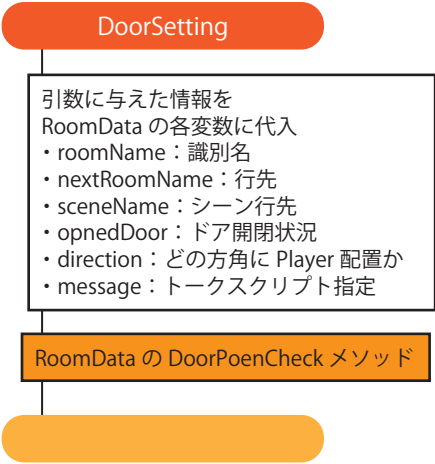 DoorSetting
引数に与えた情報を
RoomData の各変数に代入
・roomName：識別名
・nextRoomName：行先
・sceneName：シーン行先
・opnedDoor：ドア開閉状況
・direction：どの方角に Player 配置か
・message：トークスクリプト指定
RoomData の DoorPoenCheck メソッド